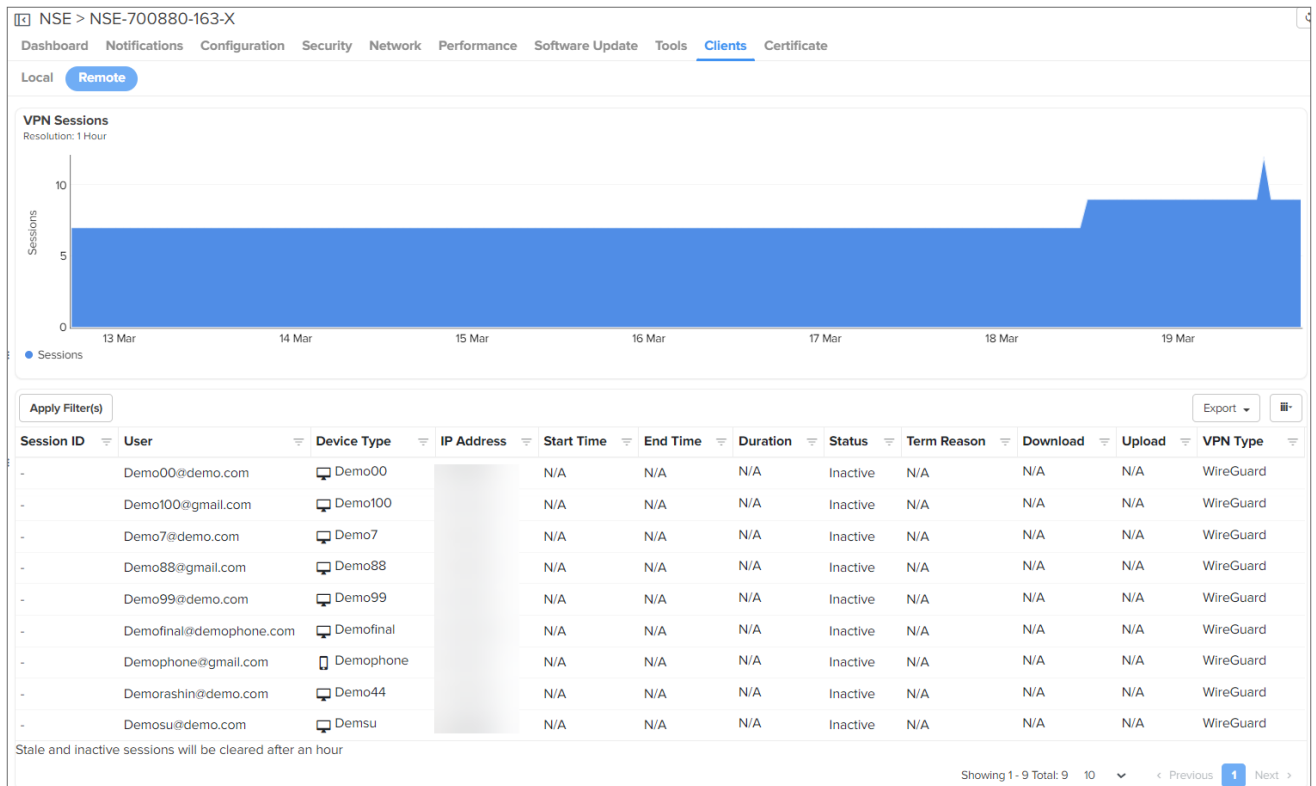 NSE > NSE-700880-163-X
Dashboard Notifications Configuration Security Network Performance Software Update Tools Clients Certificate
Local Remote
VPN Sessions
Resolution: 1 Hour
10
5
0
Sessions
13 Mar 14 Mar 15 Mar 16 Mar 17 Mar 18 Mar 19 Mar
Sessions
Apply Filter(s) Export
Session ID User Device Type IP Address Start Time End Time Duration Status Term Reason Download Upload VPN Type
- Demo00@demo.com Demo00 N/A N/A N/A Inactive N/A N/A N/A WireGuard
- Demo100@gmail.com Demo100 N/A N/A N/A Inactive N/A N/A N/A WireGuard
- Demo7@demo.com Demo7 N/A N/A N/A Inactive N/A N/A N/A WireGuard
- Demo88@gmail.com Demo88 N/A N/A N/A Inactive N/A N/A N/A WireGuard
- Demo99@demo.com Demo99 N/A N/A N/A Inactive N/A N/A N/A WireGuard
- Demofinal@demophone.com Demofinal N/A N/A N/A Inactive N/A N/A N/A WireGuard
- Demophone@gmail.com Demophone N/A N/A N/A Inactive N/A N/A N/A WireGuard
- Demorashin@demo.com Demo44 N/A N/A N/A Inactive N/A N/A N/A WireGuard
- Demosu@demo.com Demsu N/A N/A N/A Inactive N/A N/A N/A WireGuard
Stale and inactive sessions will be cleared after an hour
Showing 1 - 9 Total: 9 10 < Previous 1 Next >